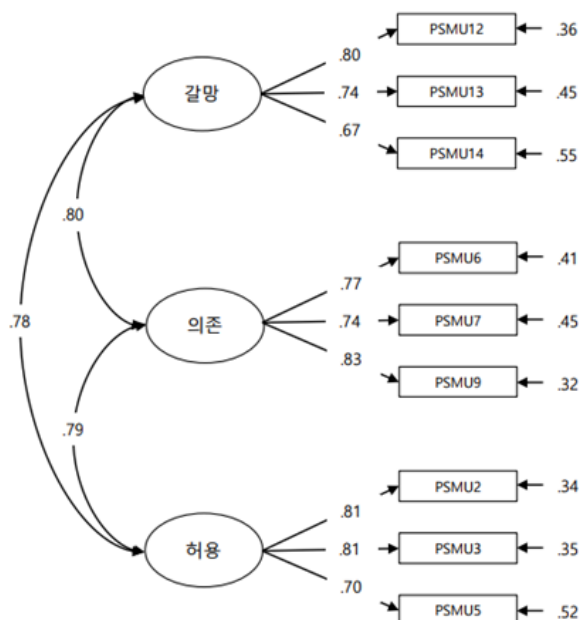 PSMU12
.36
.80
갈망
.74
PSMU13
.45
.67
PSMU14
.55
.80
PSMU6
.41
.77
.78
의존
.74
PSMU7
.45
.83
PSMU9
.32
.79
PSMU2
.34
.81
허용
.81
PSMU3
.35
.70
PSMU5
.52